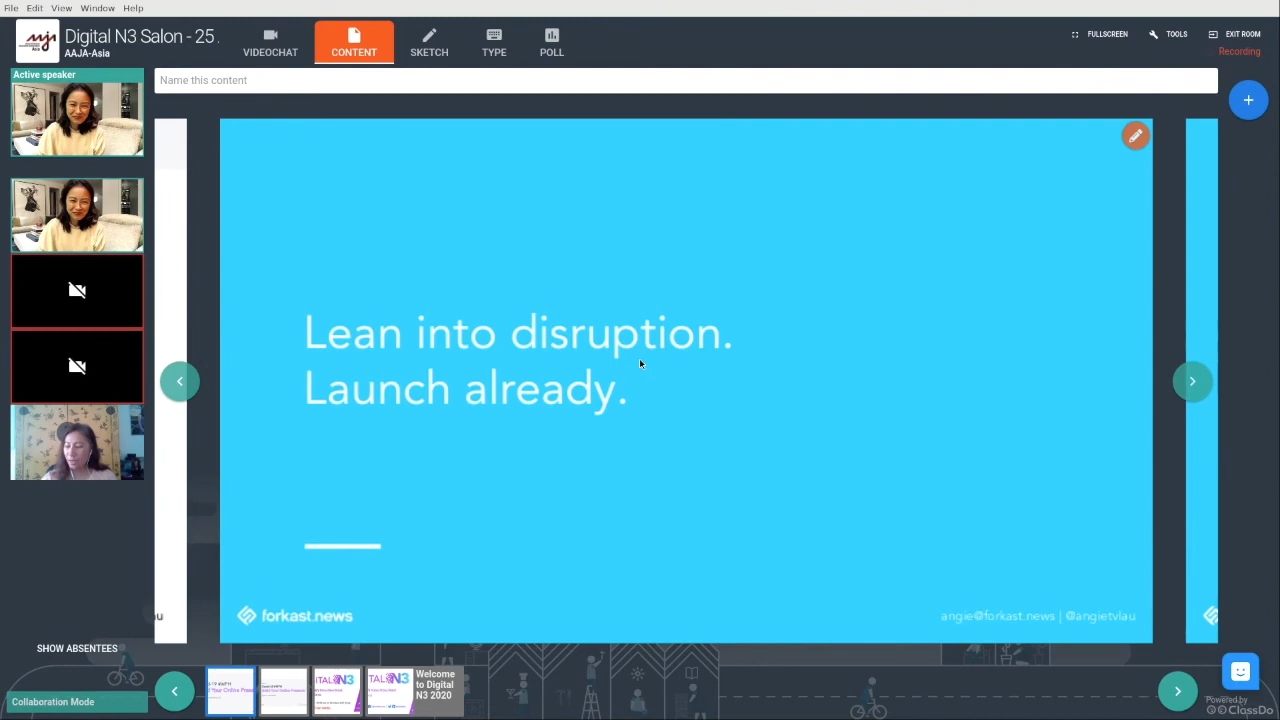 File Edit View Window Help
Digital N3 Salon - 25.
AAJA-Asia
VIDEOCHAT
CONTENT
SKETCH
TYPE
POLL
FULLSCREEN
TOOLS
EXIT ROOM
Recording
Active speaker
Name this content
Lean into disruption.
Launch already.
forkast.news
angie@forkast.news | @angietvlau
SHOW ABSENTEES
Collaboration Mode
Welcome
to Digital
N3 2020
Powered by
ClassDo